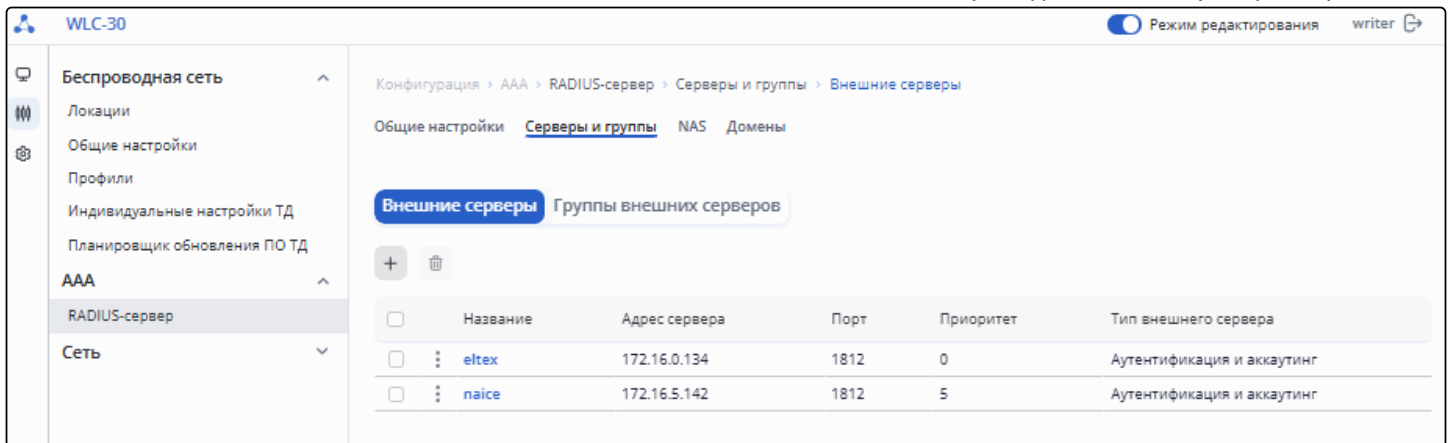 WLC-30
Режим редактирования
writer
Беспроводная сеть
Локации
Общие настройки
Профили
Индивидуальные настройки ТД
Планировщик обновления ПО ТД
AAA
RADIUS-сервер
Сеть
Конфигурация › AAA › RADIUS-сервер › Серверы и группы › Внешние серверы
Общие настройки Серверы и группы NAS Домены
Внешние серверы Группы внешних серверов
Название Адрес сервера Порт Приоритет Тип внешнего сервера
eltex 172.16.0.134 1812 0 Аутентификация и аккаутинг
naice 172.16.5.142 1812 5 Аутентификация и аккаутинг